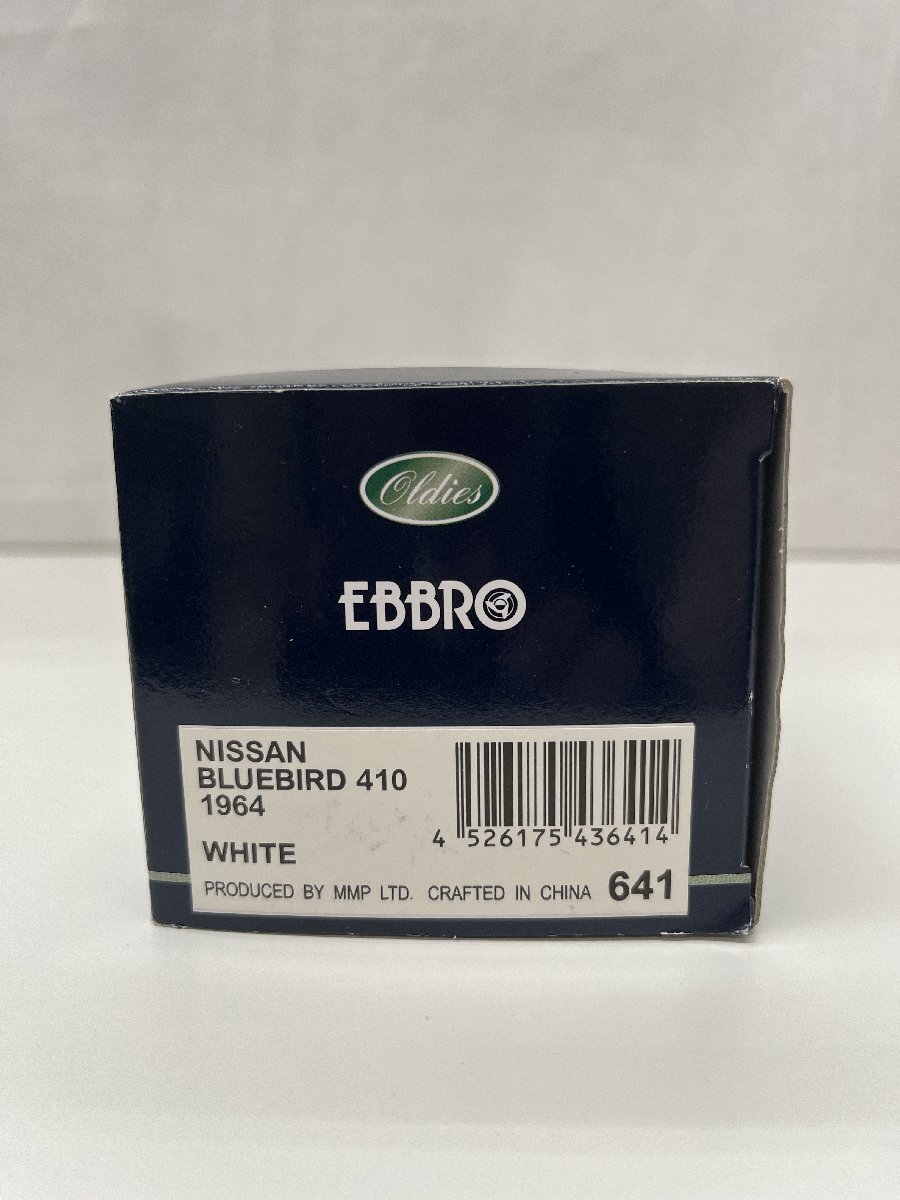 Oldies
EBBRO
NISSAN
BLUEBIRD 410
1964
WHITE
4 526175 436414
PRODUCED BY MMP LTD. CRAFTED IN CHINA 641